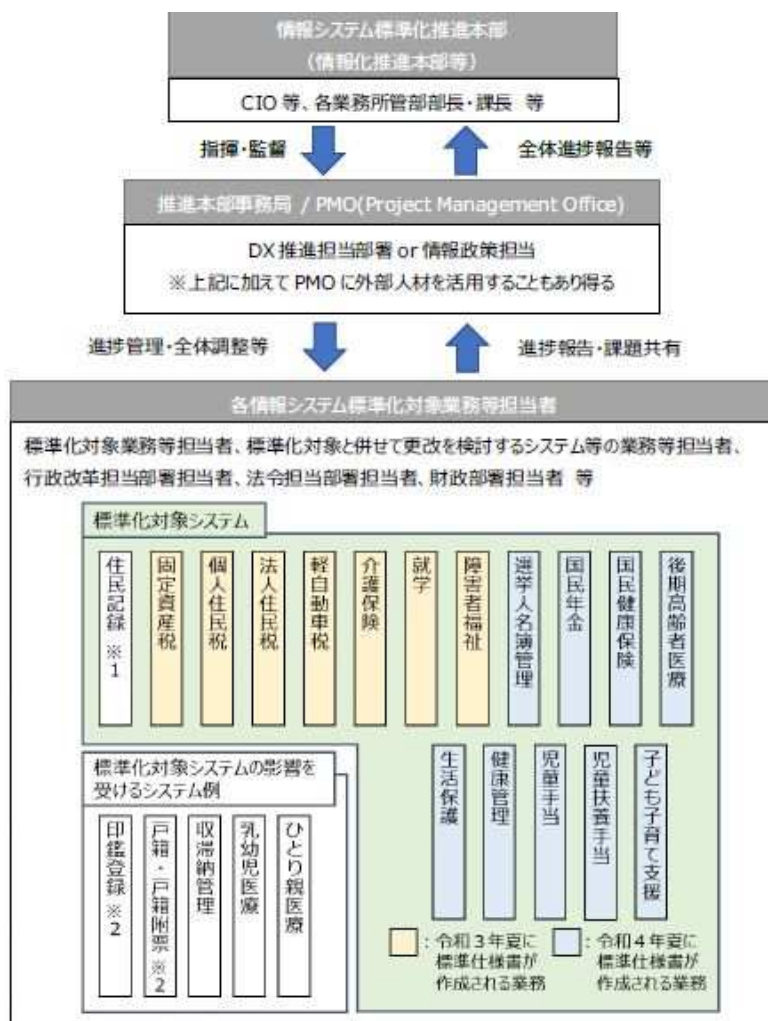 情報システム標準化推進本部
（情報化推進本部等）
CIO 等、各業務所管部部長・課長 等
指揮・監督
全体進捗報告等
推進本部事務局 / PMO(Project Management Office)
DX 推進担当部署 or 情報政策担当
※上記に加えて PMO に外部人材を活用することもあり得る
進捗管理・全体調整等
進捗報告・課題共有
各情報システム標準化対象業務等担当者
標準化対象業務等担当者、標準化対象と併せて更改を検討するシステム等の業務等担当者、
行政改革担当部署担当者、法令担当部署担当者、財政部署担当者 等
標準化対象システム
住民記録 ※1
固定資産税
個人住民税
法人住民税
軽自動車税
介護保険
就学
障害者福祉
選挙人名簿管理
国民年金
国民健康保険
後期高齢者医療
生活保護
健康管理
児童手当
児童扶養手当
子ども子育て支援
標準化対象システムの影響を
受けるシステム例
印鑑登録 ※2
戸籍・戸籍附票 ※2
収滞納管理
乳幼児医療
ひとり親医療
：令和３年夏に
標準仕様書が
作成される業務
：令和４年夏に
標準仕様書が
作成される業務